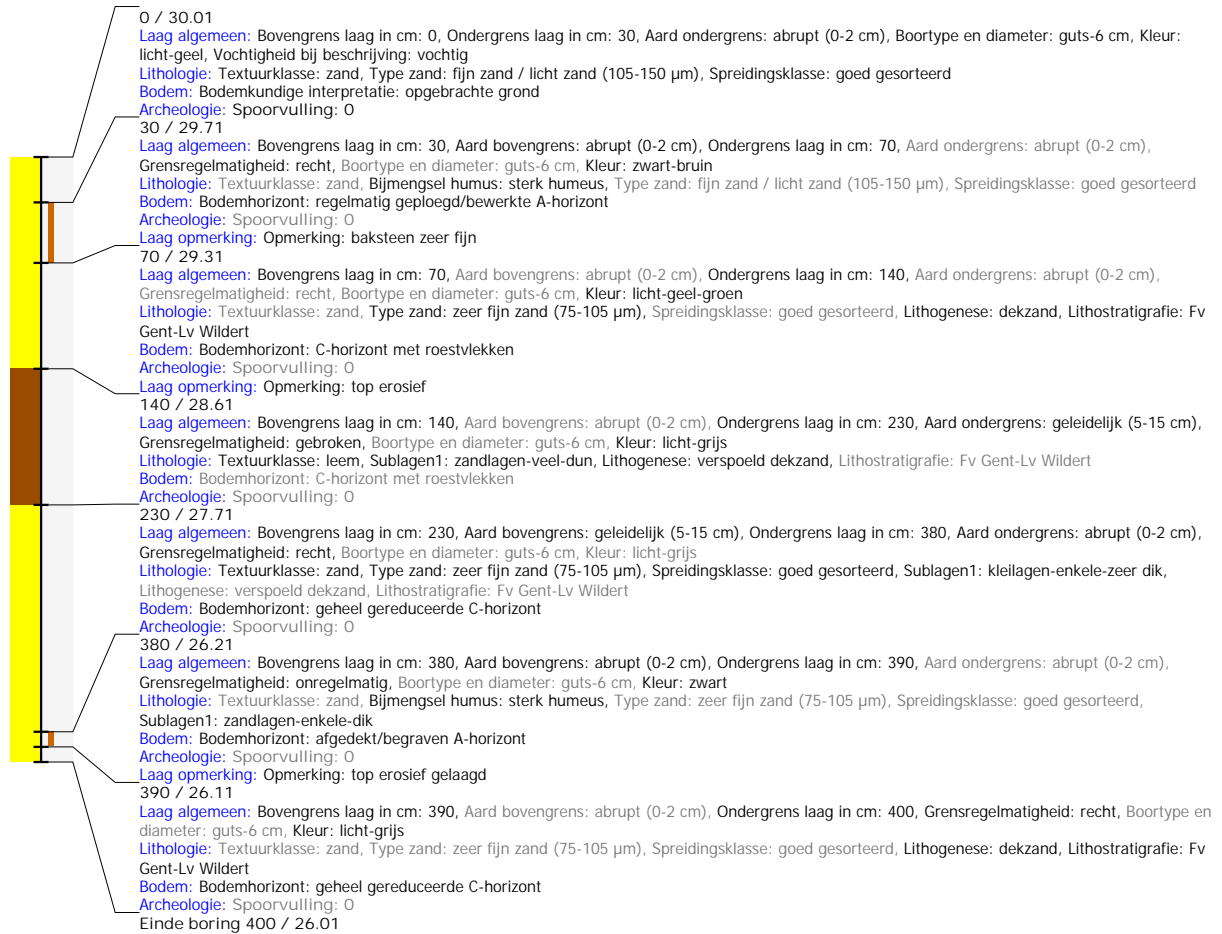 0 / 30.01
Laag algemeen: Bovengrens laag in cm: 0, Ondergrens laag in cm: 30, Aard ondergrens: abrupt (0-2 cm), Boortype en diameter: guts-6 cm, Kleur:
licht-geel, Vochtigheid bij beschrijving: vochtig
Lithologie: Textuurklasse: zand, Type zand: fijn zand / licht zand (105-150 µm), Spreidingsklasse: goed gesorteerd
Bodem: Bodemkundige interpretatie: opgebrachte grond
Archeologie: Spoorvulling: 0
30 / 29.71
Laag algemeen: Bovengrens laag in cm: 30, Aard bovengrens: abrupt (0-2 cm), Ondergrens laag in cm: 70, Aard ondergrens: abrupt (0-2 cm),
Grensregelmatigheid: recht, Boortype en diameter: guts-6 cm, Kleur: zwart-bruin
Lithologie: Textuurklasse: zand, Bijmengsel humus: sterk humeus, Type zand: fijn zand / licht zand (105-150 µm), Spreidingsklasse: goed gesorteerd
Bodem: Bodemhorizont: regelmatig geploegd/bewerkte A-horizont
Archeologie: Spoorvulling: 0
Laag opmerking: Opmerking: baksteen zeer fijn
70 / 29.31
Laag algemeen: Bovengrens laag in cm: 70, Aard bovengrens: abrupt (0-2 cm), Ondergrens laag in cm: 140, Aard ondergrens: abrupt (0-2 cm),
Grensregelmatigheid: recht, Boortype en diameter: guts-6 cm, Kleur: licht-geel-groen
Lithologie: Textuurklasse: zand, Type zand: zeer fijn zand (75-105 µm), Spreidingsklasse: goed gesorteerd, Lithogenese: dekzand, Lithostratigrafie: Fv
Gent-Lv Wildert
Bodem: Bodemhorizont: C-horizont met roestvlekken
Archeologie: Spoorvulling: 0
Laag opmerking: Opmerking: top erosief
140 / 28.61
Laag algemeen: Bovengrens laag in cm: 140, Aard bovengrens: abrupt (0-2 cm), Ondergrens laag in cm: 230, Aard ondergrens: geleidelijk (5-15 cm),
Grensregelmatigheid: gebroken, Boortype en diameter: guts-6 cm, Kleur: licht-grijs
Lithologie: Textuurklasse: leem, Sublagen1: zandlagen-veel-dun, Lithogenese: verspoeld dekzand, Lithostratigrafie: Fv Gent-Lv Wildert
Bodem: Bodemhorizont: C-horizont met roestvlekken
Archeologie: Spoorvulling: 0
230 / 27.71
Laag algemeen: Bovengrens laag in cm: 230, Aard bovengrens: geleidelijk (5-15 cm), Ondergrens laag in cm: 380, Aard ondergrens: abrupt (0-2 cm),
Grensregelmatigheid: recht, Boortype en diameter: guts-6 cm, Kleur: licht-grijs
Lithologie: Textuurklasse: zand, Type zand: zeer fijn zand (75-105 µm), Spreidingsklasse: goed gesorteerd, Sublagen1: kleilagen-enkele-zeer dik,
Lithogenese: verspoeld dekzand, Lithostratigrafie: Fv Gent-Lv Wildert
Bodem: Bodemhorizont: geheel gereduceerde C-horizont
Archeologie: Spoorvulling: 0
380 / 26.21
Laag algemeen: Bovengrens laag in cm: 380, Aard bovengrens: abrupt (0-2 cm), Ondergrens laag in cm: 390, Aard ondergrens: abrupt (0-2 cm),
Grensregelmatigheid: onregelmatig, Boortype en diameter: guts-6 cm, Kleur: zwart
Lithologie: Textuurklasse: zand, Bijmengsel humus: sterk humeus, Type zand: zeer fijn zand (75-105 µm), Spreidingsklasse: goed gesorteerd,
Sublagen1: zandlagen-enkele-dik
Bodem: Bodemhorizont: afgedekt/begraven A-horizont
Archeologie: Spoorvulling: 0
Laag opmerking: Opmerking: top erosief gelaagd
390 / 26.11
Laag algemeen: Bovengrens laag in cm: 390, Aard bovengrens: abrupt (0-2 cm), Ondergrens laag in cm: 400, Grensregelmatigheid: recht, Boortype en
diameter: guts-6 cm, Kleur: licht-grijs
Lithologie: Textuurklasse: zand, Type zand: zeer fijn zand (75-105 µm), Spreidingsklasse: goed gesorteerd, Lithogenese: dekzand, Lithostratigrafie: Fv
Gent-Lv Wildert
Bodem: Bodemhorizont: geheel gereduceerde C-horizont
Archeologie: Spoorvulling: 0
Einde boring 400 / 26.01